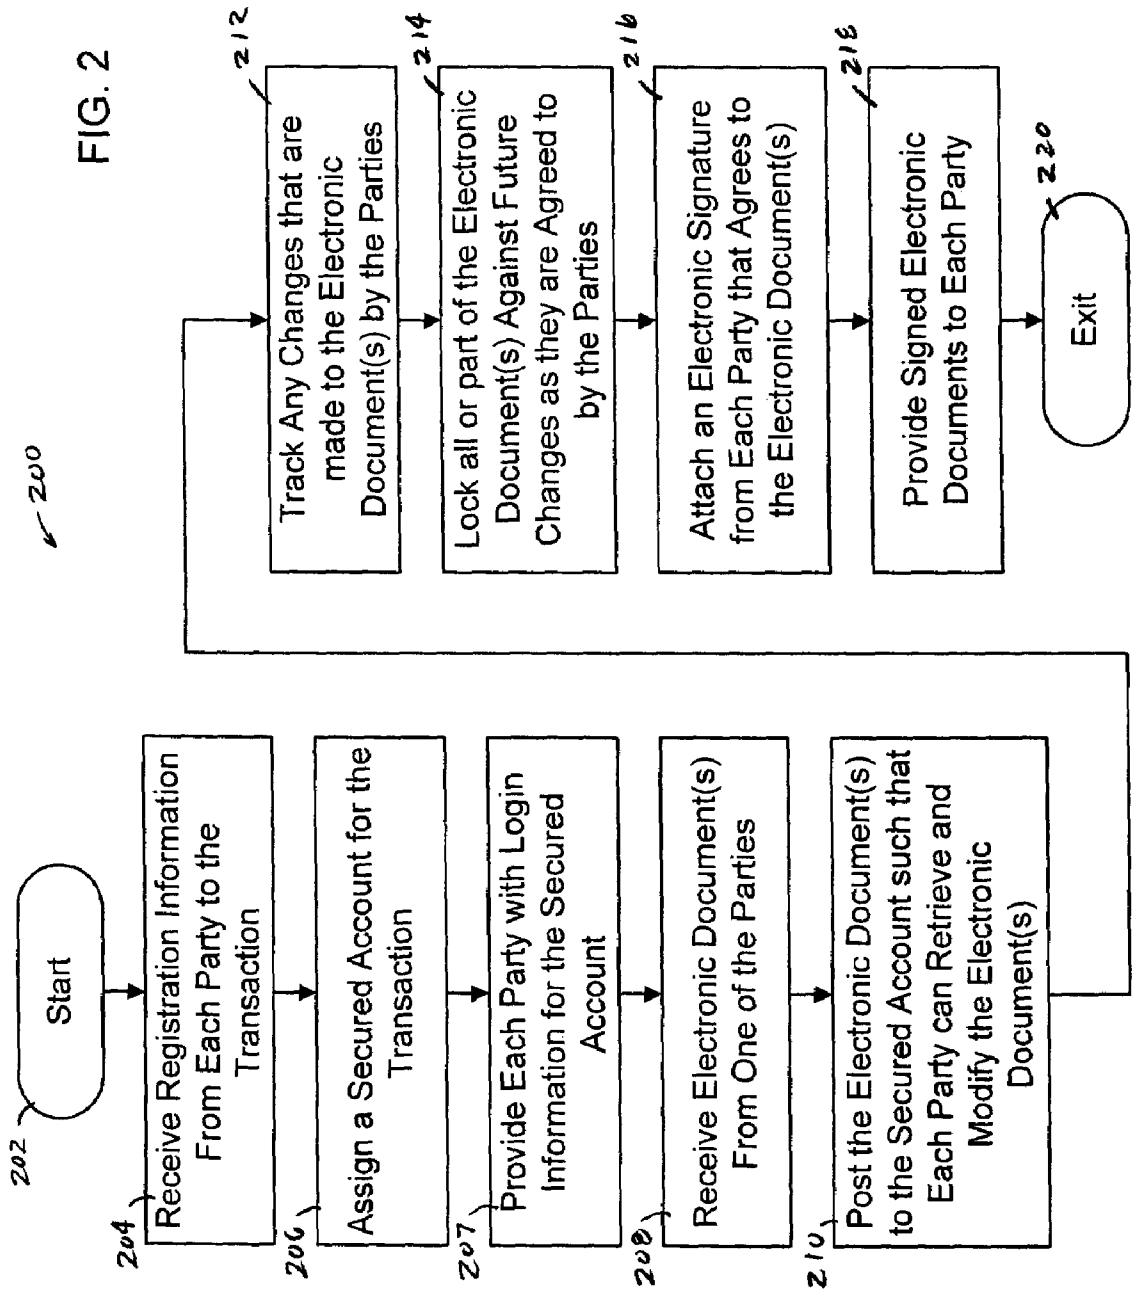 FIG. 2
200
202
Start
204
Receive Registration Information
From Each Party to the
Transaction
206
Assign a Secured Account for the
Transaction
207
Provide Each Party with Login
Information for the Secured
Account
208
Receive Electronic Document(s)
From One of the Parties
210
Post the Electronic Document(s)
to the Secured Account such that
Each Party can Retrieve and
Modify the Electronic
Document(s)
212
Track Any Changes that are
made to the Electronic
Document(s) by the Parties
214
Lock all or part of the Electronic
Document(s) Against Future
Changes as they are Agreed to
by the Parties
216
Attach an Electronic Signature
from Each Party that Agrees to
the Electronic Document(s)
218
Provide Signed Electronic
Documents to Each Party
220
Exit